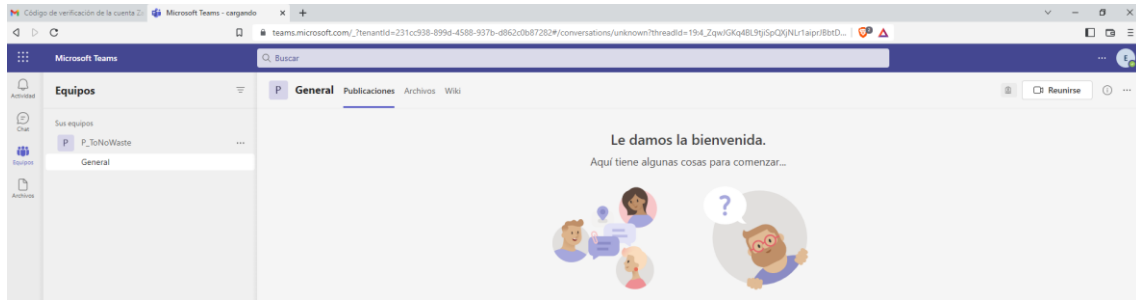 Código de verificación de la cuenta Zo
Microsoft Teams - cargando
teams.microsoft.com/_?tenantId=231cc938-899d-4588-937b-d862c0b87282#/conversations/unknown?threadId=19:4_
Microsoft Teams
Buscar
E
Actividad
Chat
Equipos
Archivos
Equipos
Sus equipos
P P_ToNoWaste
General
P General Publicaciones Archivos Wiki
Reunirse
Le damos la bienvenida.
Aquí tiene algunas cosas para comenzar...
?